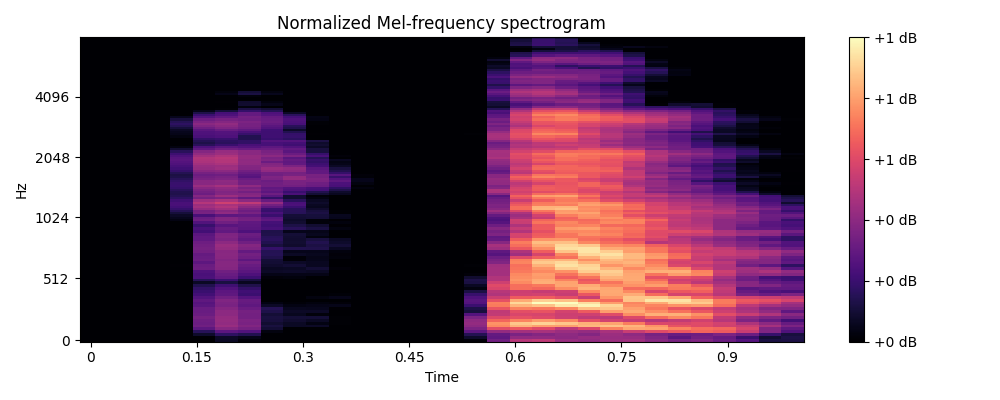 Normalized Mel-frequency spectrogram
Hz
4096
2048
1024
512
0
0 0.15 0.3 0.45 0.6 0.75 0.9
Time
+1 dB
+1 dB
+1 dB
+0 dB
+0 dB
+0 dB